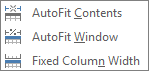 AutoFit Contents
AutoFit Window
Fixed Column Width